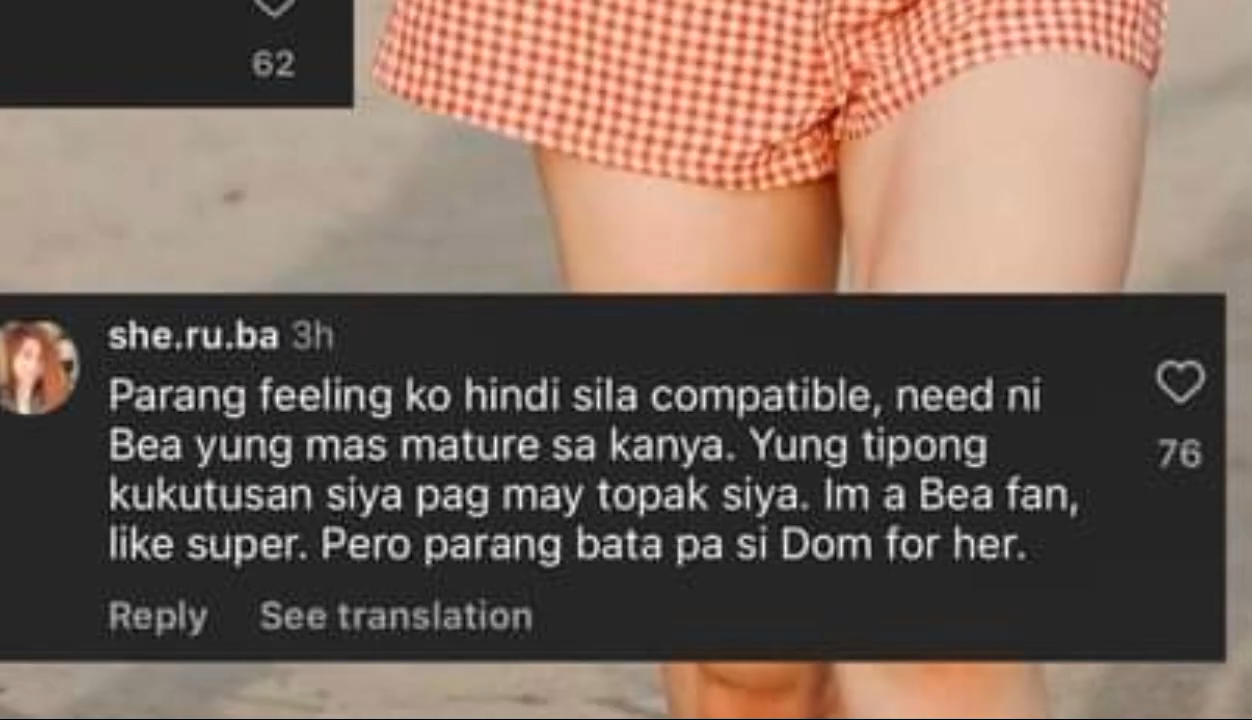 62
she.ru.ba 3h
Parang feeling ko hindi sila compatible, need ni
Bea yung mas mature sa kanya. Yung tipong
kukutusan siya pag may topak siya. Im a Bea fan,
like super. Pero parang bata pa si Dom for her.
76
Reply See translation